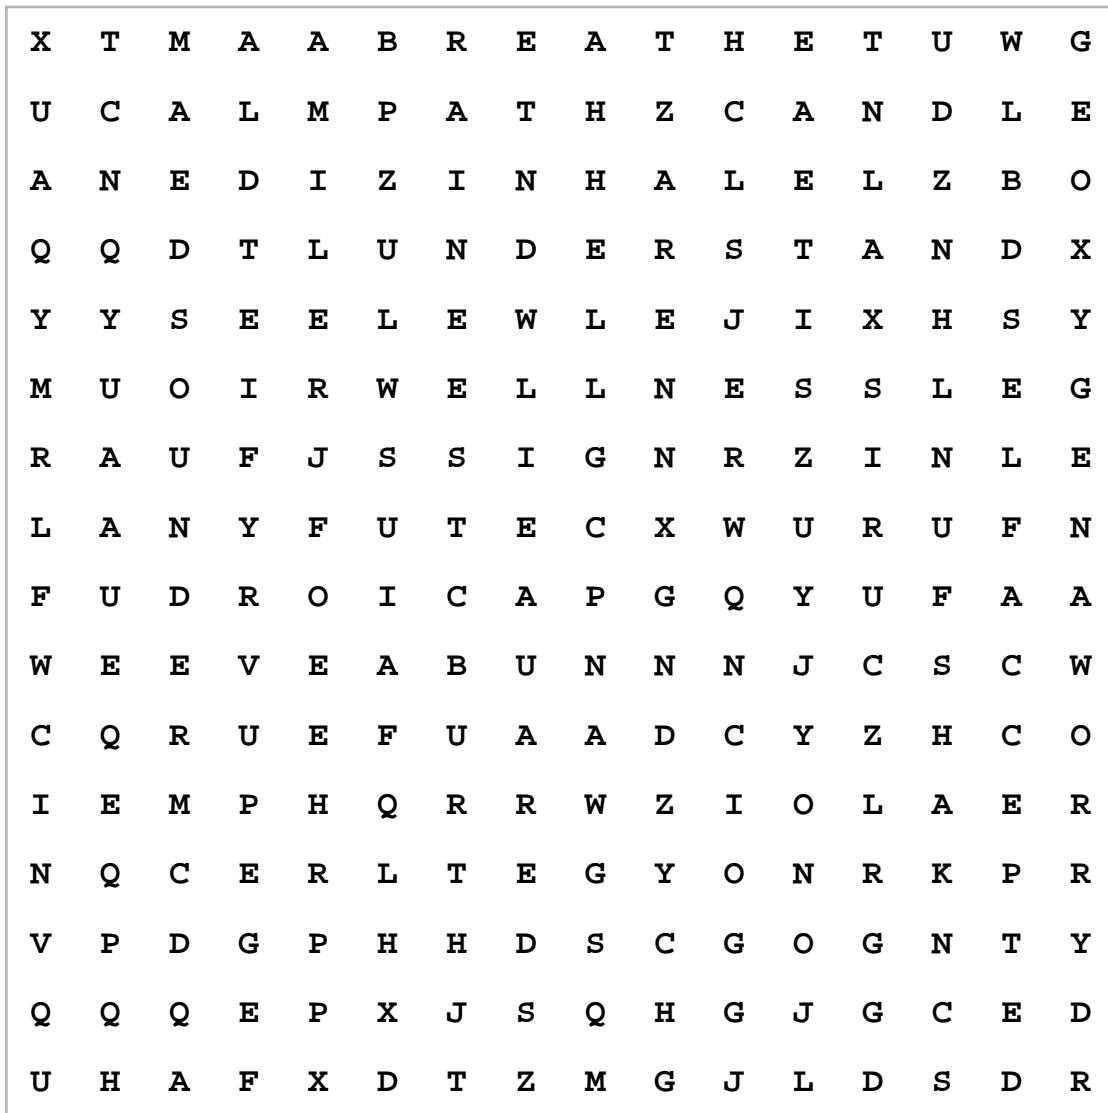 X T M A A B R E A T H E T U W G
U C A L M P A T H Z C A N D L E
A N E D I Z I N H A L E L Z B O
Q Q D T L U N D E R S T A N D X
Y Y S E E L E W L E J I X H S Y
M U O I R W E L L N E S S L E G
R A U F J S S I G N R Z I N L E
L A N Y F U T E C X W U R U F N
F U D R O I C A P G Q Y U F A A
W E E V E A B U N N N J C S C W
C Q R U E F U A A D C Y Z H C O
I E M P H Q R R W Z I O L A E R
N Q C E R L T E G Y O N R K P R
V P D G P H H D S C G O G N T Y
Q Q Q E P X J S Q H G J G C E D
U H A F X D T Z M G J L D S D R